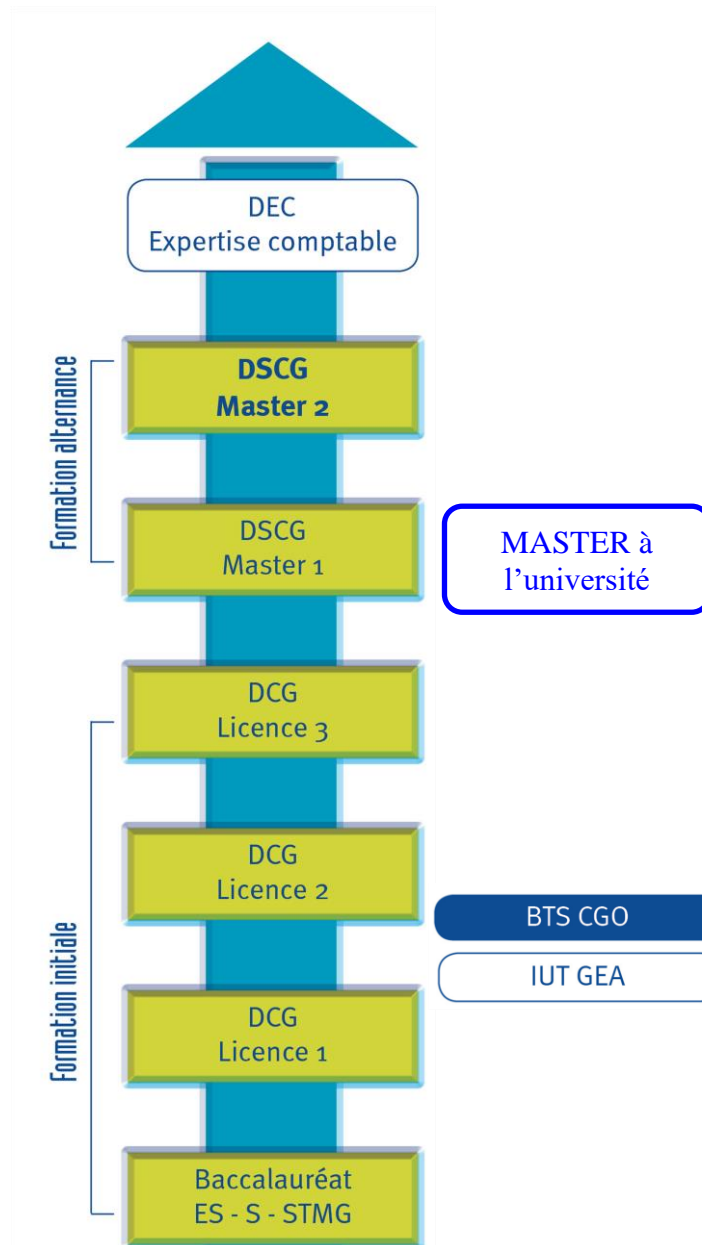 DEC
Expertise comptable
Formation alternance
DSCG
Master 2
DSCG
Master 1
MASTER à
l’université
DCG
Licence 3
Formation initiale
DCG
Licence 2
BTS CGO
IUT GEA
DCG
Licence 1
Baccalauréat
ES - S - STMG